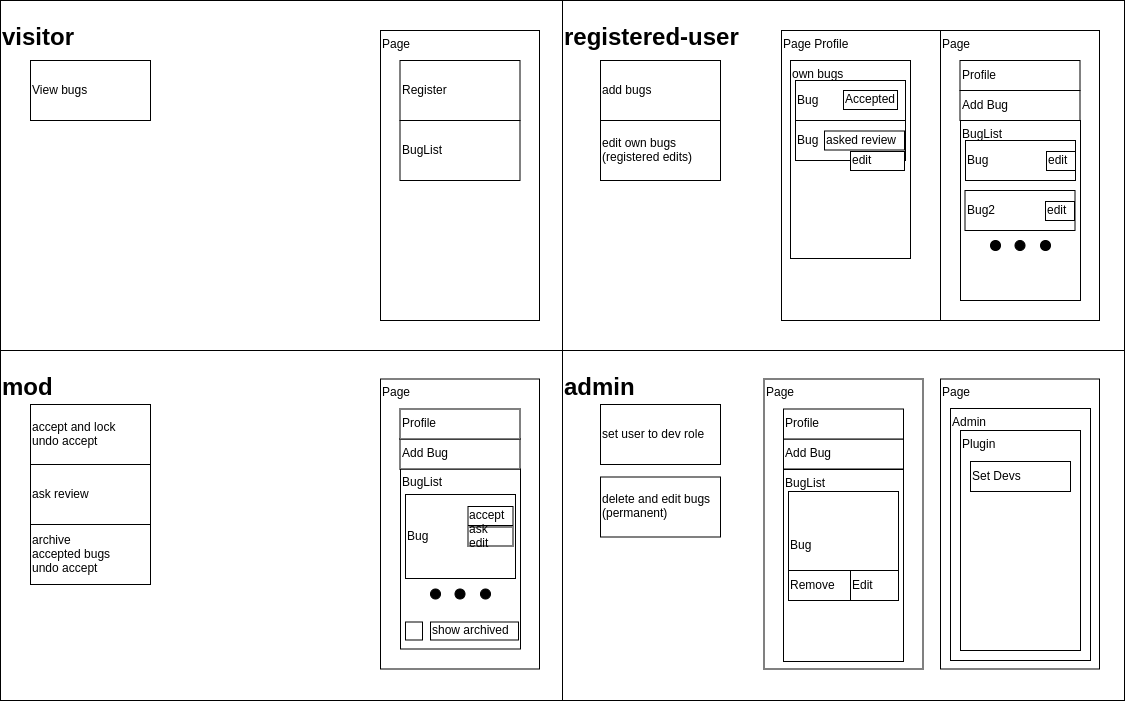 visitor
View bugs
Page
Register
BugList
registered-user
add bugs
edit own bugs
(registered edits)
Page Profile
own bugs
Bug
Accepted
Bug
asked review
edit
Page
Profile
Add Bug
BugList
Bug
edit
Bug2
edit
mod
accept and lock
undo accept
ask review
archive
accepted bugs
undo accept
Page
Profile
Add Bug
BugList
Bug
accept
ask
edit
show archived
admin
set user to dev role
delete and edit bugs
(permanent)
Page
Profile
Add Bug
BugList
Bug
Remove
Edit
Page
Admin
Plugin
Set Devs